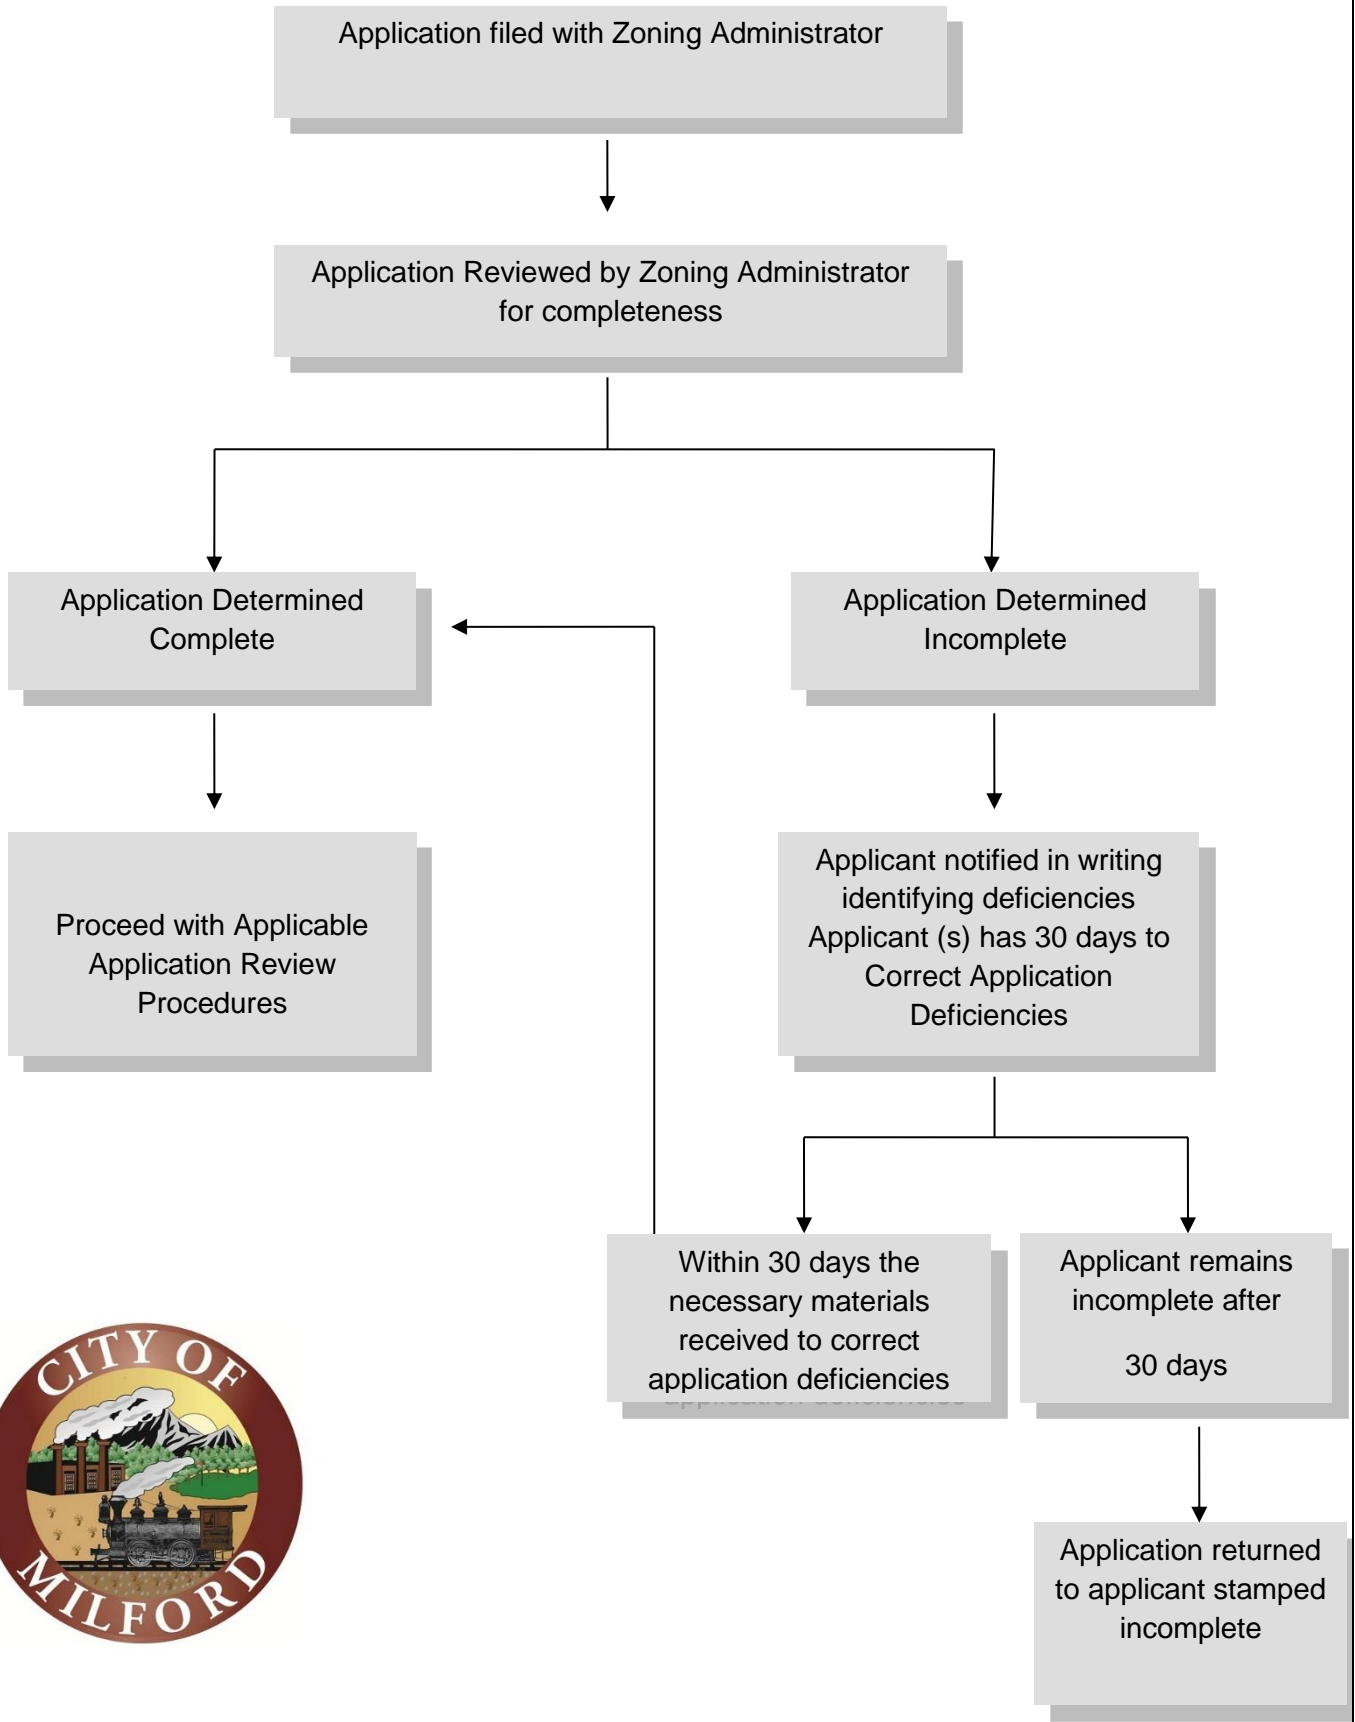 Application filed with Zoning Administrator
Application Reviewed by Zoning Administrator
for completeness
Application Determined
Complete
Application Determined
Incomplete
Proceed with Applicable
Application Review
Procedures
Applicant notified in writing
identifying deficiencies
Applicant (s) has 30 days to
Correct Application
Deficiencies
Within 30 days the
necessary materials
received to correct
application deficiencies
Applicant remains
incomplete after
30 days
Application returned
to applicant stamped
incomplete
CITY OF
MILFORD